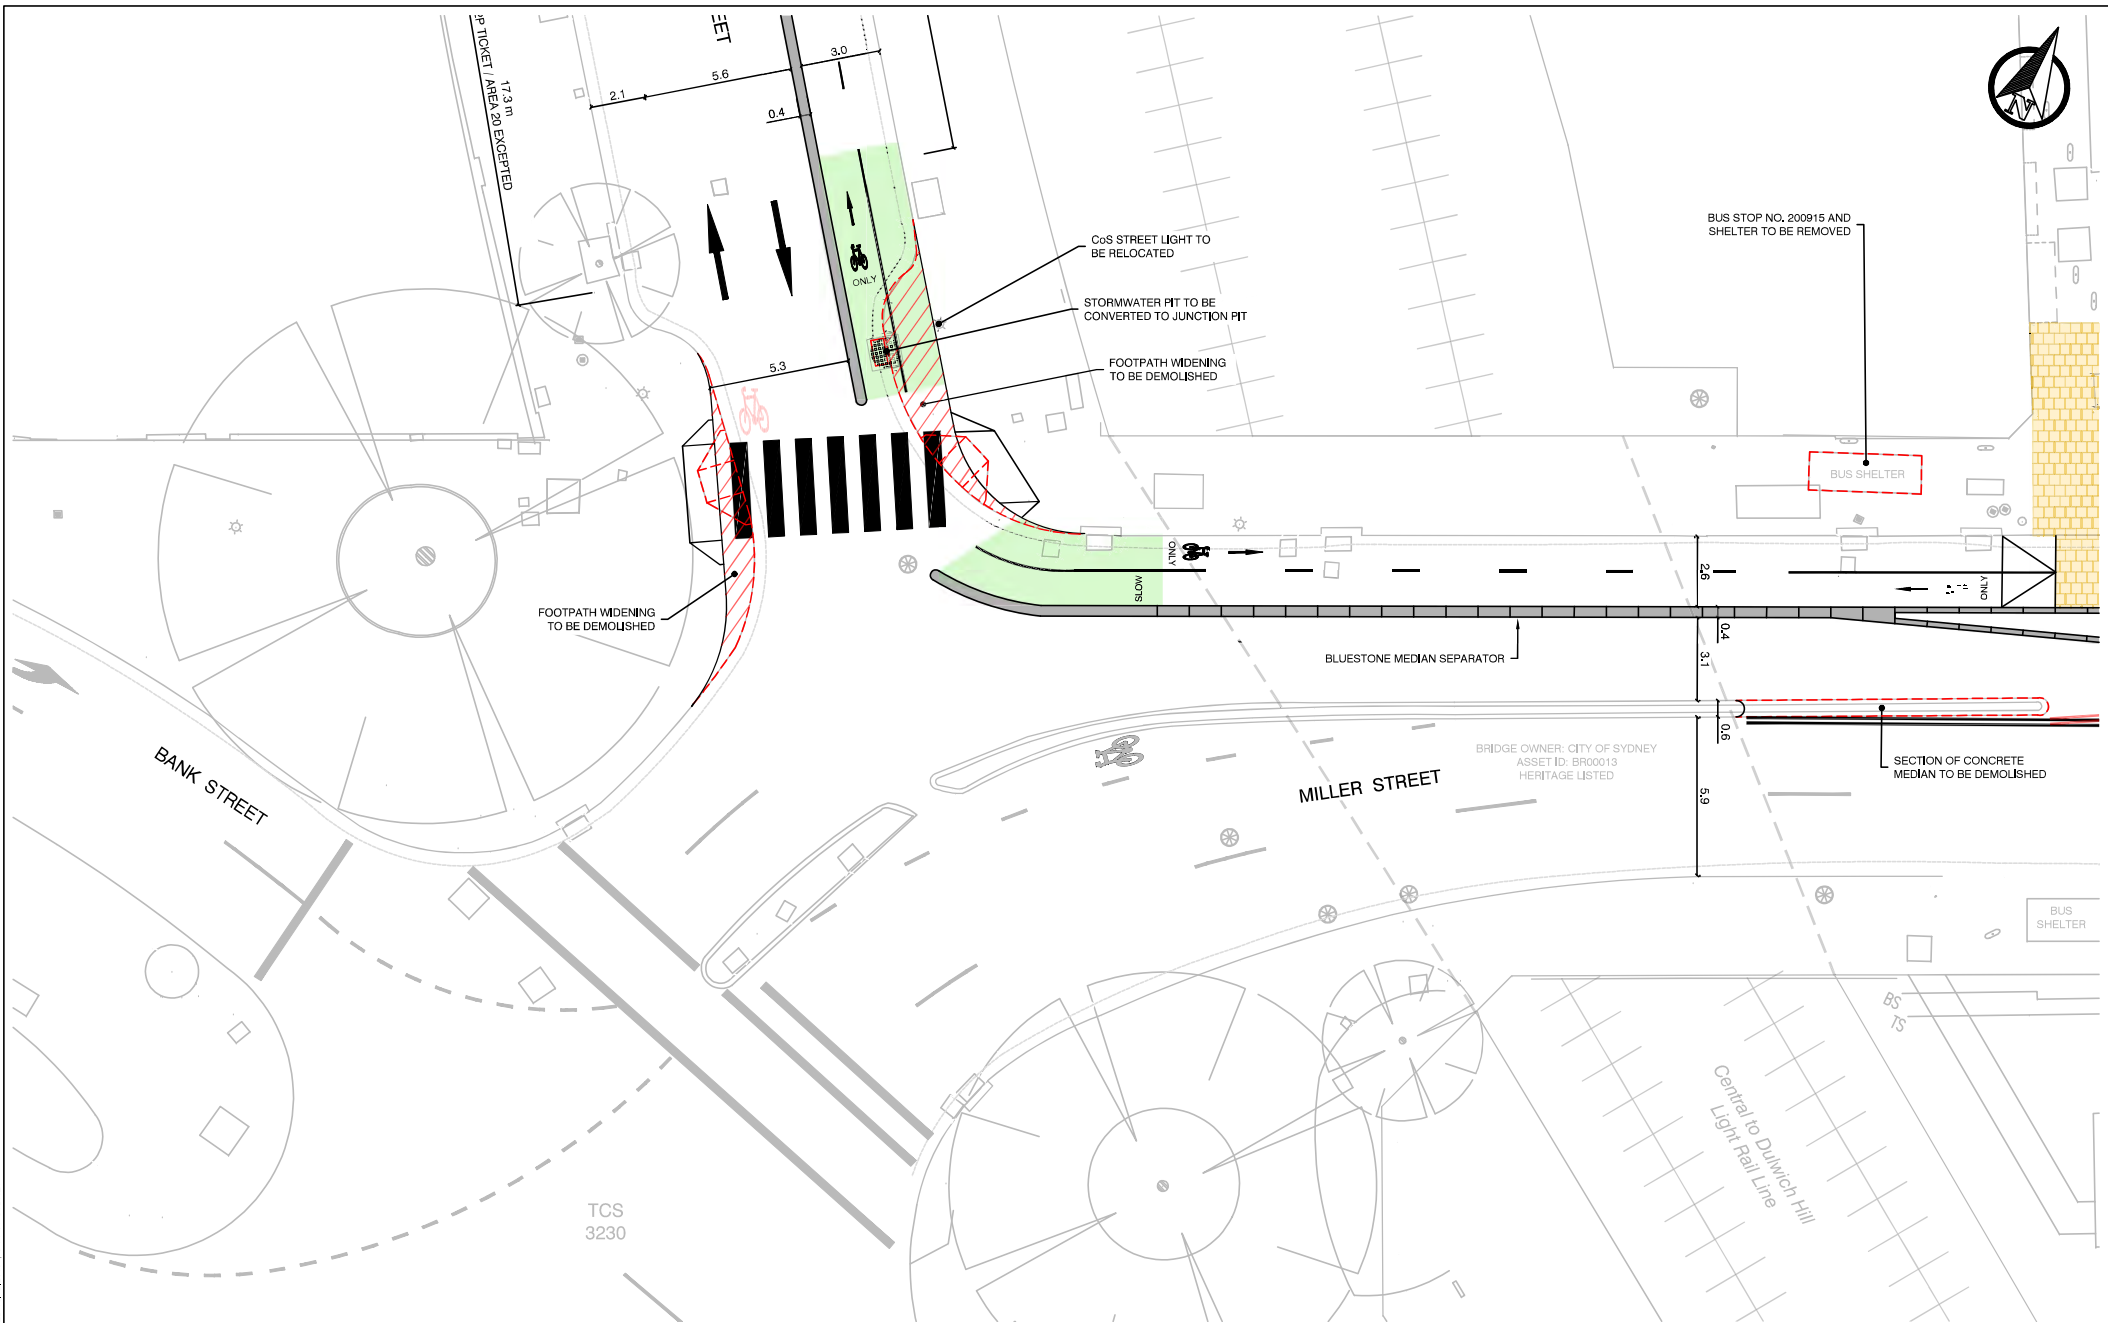 EET
3.0
5.6
2.1
0.4
17.3 m
TICKET / AREA 20 EXCEPTED
N
ONLY
CoS STREET LIGHT TO
BE RELOCATED
STORMWATER PIT TO BE
CONVERTED TO JUNCTION PIT
FOOTPATH WIDENING
TO BE DEMOLISHED
5.3
BUS STOP NO. 200915 AND
SHELTER TO BE REMOVED
BUS SHELTER
ONLY
SLOW
2.6
ONLY
FOOTPATH WIDENING
TO BE DEMOLISHED
BLUESTONE MEDIAN SEPARATOR
0.4
3.1
0.6
5.9
BANK STREET
MILLER STREET
BRIDGE OWNER: CITY OF SYDNEY
ASSET ID: BR00013
HERITAGE LISTED
SECTION OF CONCRETE
MEDIAN TO BE DEMOLISHED
BUS
SHELTER
BS
TS
Central to Dulwich Hill
Light Rail Line
TCS
3230